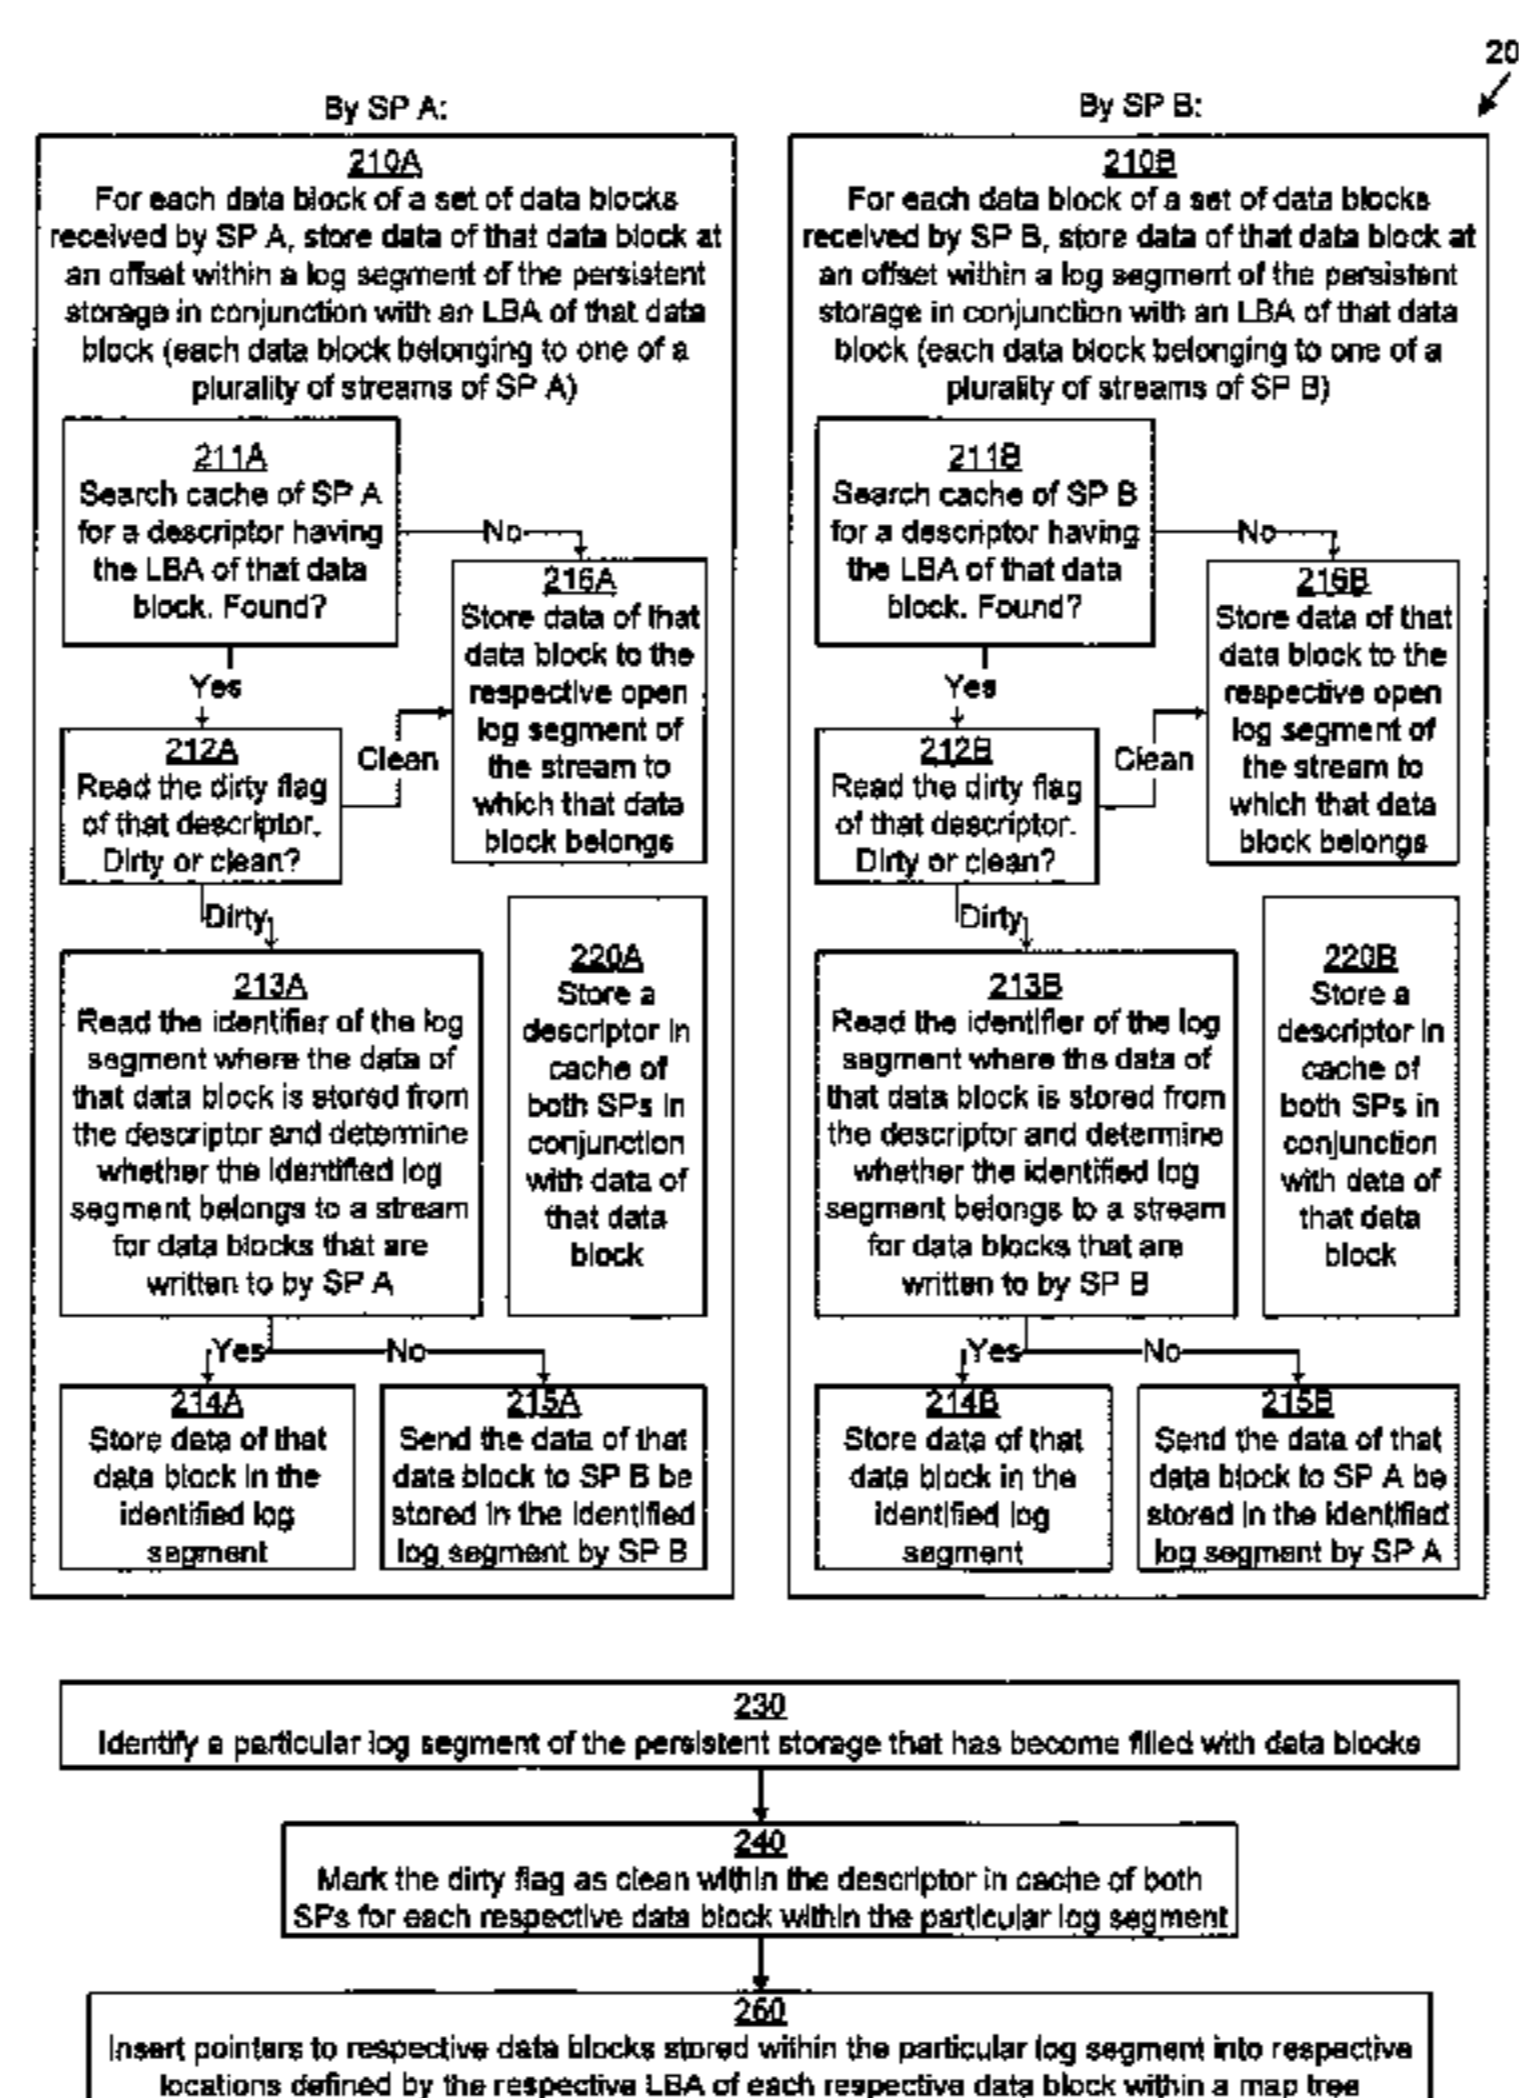 20
By SP A:
210A
For each data block of a set of data blocks
received by SP A, store data of that data block at
an offset within a log segment of the persistent
storage in conjunction with an LBA of that data
block (each data block belonging to one of a
plurality of streams of SP A)
211A
Search cache of SP A
for a descriptor having
the LBA of that data
block. Found?
No
216A
Store data of that
data block to the
respective open
log segment of
the stream to
which that data
block belongs
Yes
212A
Read the dirty flag
of that descriptor.
Dirty or clean?
Clean
Dirty
213A
Read the identifier of the log
segment where the data of
that data block is stored from
the descriptor and determine
whether the identified log
segment belongs to a stream
for data blocks that are
written to by SP A
220A
Store a
descriptor in
cache of
both SPs in
conjunction
with data of
that data
block
Yes
No
214A
Store data of that
data block in the
identified log
segment
215A
Send the data of that
data block to SP B be
stored in the identified
log segment by SP B
By SP B:
210B
For each data block of a set of data blocks
received by SP B, store data of that data block at
an offset within a log segment of the persistent
storage in conjunction with an LBA of that data
block (each data block belonging to one of a
plurality of streams of SP B)
211B
Search cache of SP B
for a descriptor having
the LBA of that data
block. Found?
No
216B
Store data of that
data block to the
respective open
log segment of
the stream to
which that data
block belongs
Yes
212B
Read the dirty flag
of that descriptor.
Dirty or clean?
Clean
Dirty
213B
Read the identifier of the log
segment where the data of
that data block is stored from
the descriptor and determine
whether the identified log
segment belongs to a stream
for data blocks that are
written to by SP B
220B
Store a
descriptor in
cache of
both SPs in
conjunction
with data of
that data
block
Yes
No
214B
Store data of that
data block in the
identified log
segment
215B
Send the data of that
data block to SP A be
stored in the identified
log segment by SP A
230
Identify a particular log segment of the persistent storage that has become filled with data blocks
240
Mark the dirty flag as clean within the descriptor in cache of both
SPs for each respective data block within the particular log segment
260
Insert pointers to respective data blocks stored within the particular log segment into respective
locations defined by the respective LBA of each respective data block within a map tree